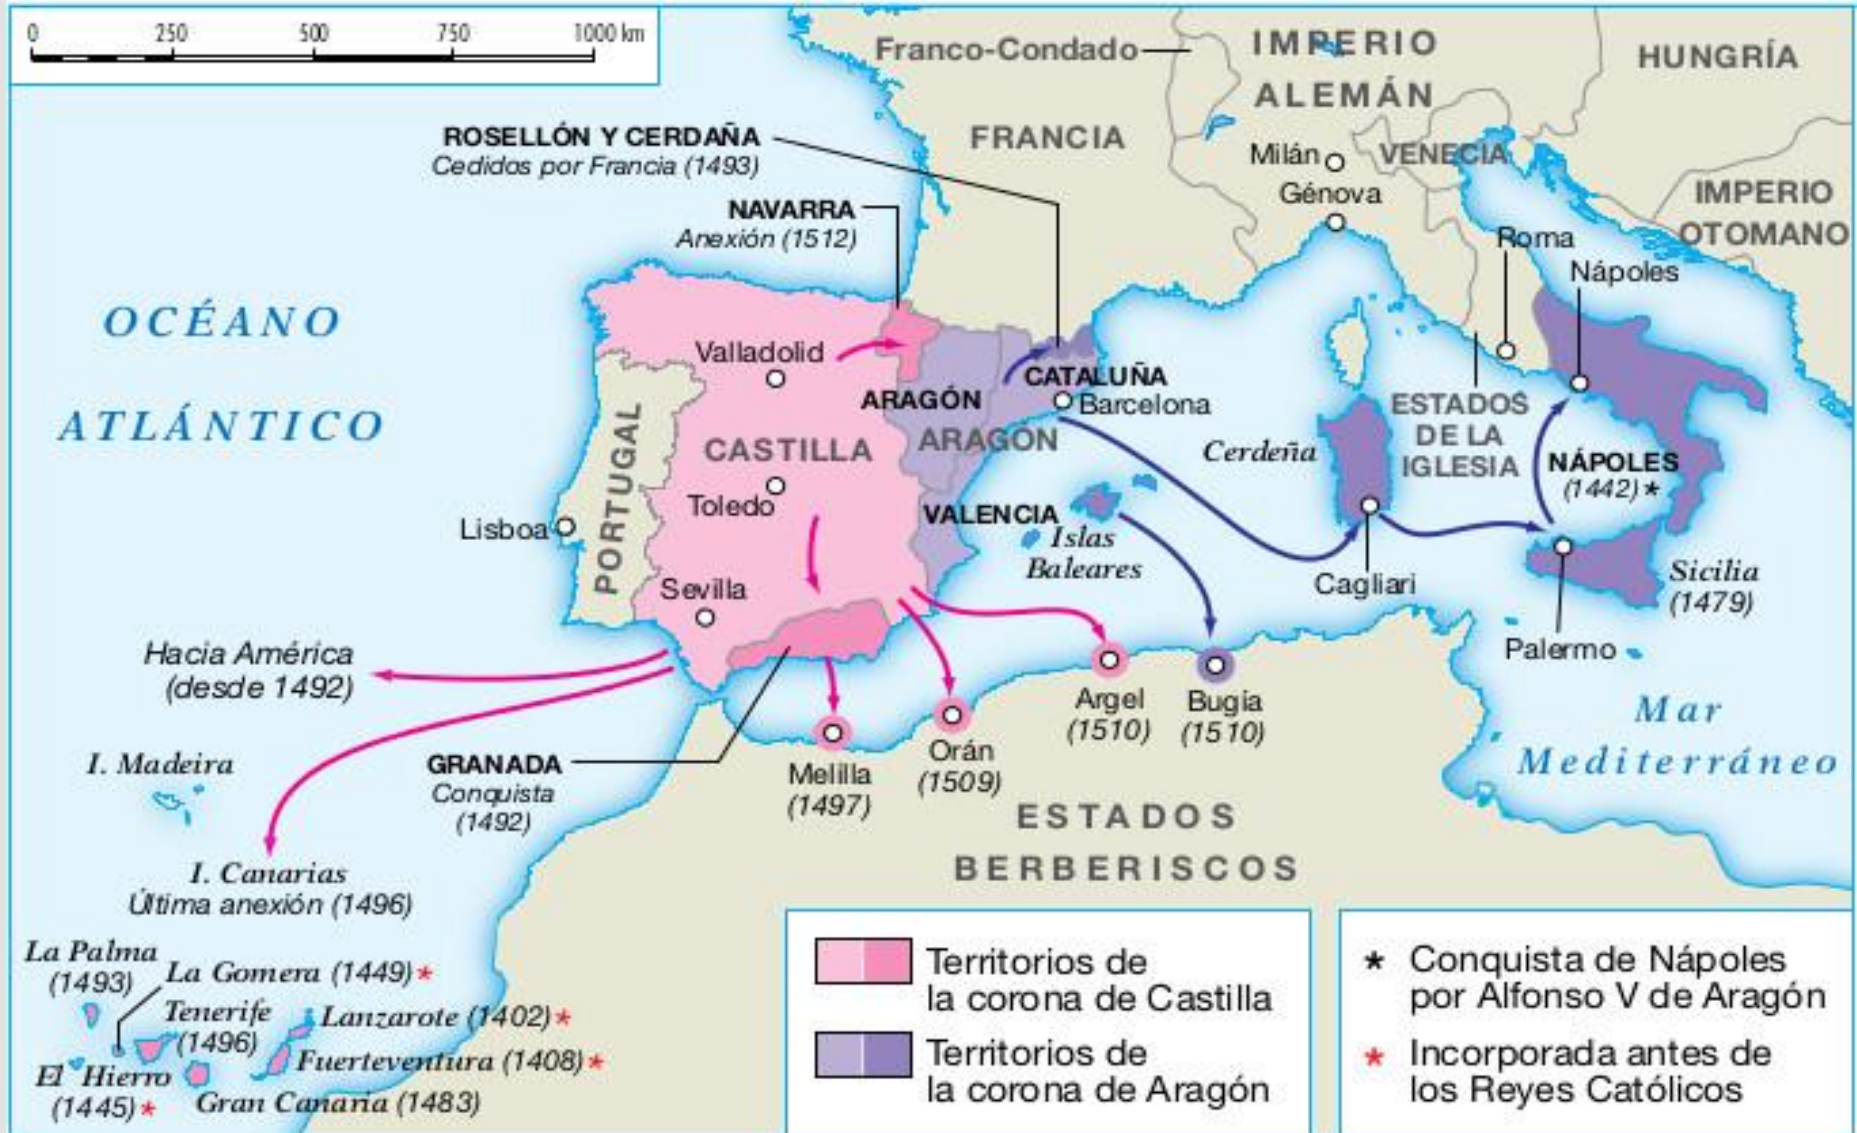 0 250 500 750 1000 km
Franco-Condado
IMPERIO
ALEMÁN
HUNGRÍA
ROSELLÓN Y CERDAÑA
Cedidos por Francia (1493)
FRANCIA
Milán
VENECIA
Génova
IMPERIO
OTOMANO
NAVARRA
Anexión (1512)
Roma
Nápoles
OCÉANO
ATLÁNTICO
Valladolid
CATALUÑA
Barcelona
ARAGÓN
ARAGÓN
CASTILLA
PORTUGAL
Toledo
Lisboa
VALENCIA
Islas
Baleares
Cerdeña
ESTADOS
DE LA
IGLESIA
NÁPOLES
(1442) *
Sevilla
Cagliari
Sicilia
(1479)
Palermo
Hacia América
(desde 1492)
Argel
(1510)
Bugía
(1510)
Mar
Mediterráneo
I. Madeira
GRANADA
Conquista
(1492)
Melilla
(1497)
Orán
(1509)
ESTADOS
BERBERISCOS
I. Canarias
Última anexión (1496)
La Palma
(1493)
La Gomera (1449) *
Tenerife
(1496)
Lanzarote (1402) *
Fuerteventura (1408) *
El Hierro
(1445) *
Gran Canaria (1483)
Territorios de
la corona de Castilla
Territorios de
la corona de Aragón
* Conquista de Nápoles
por Alfonso V de Aragón
* Incorporada antes de
los Reyes Católicos